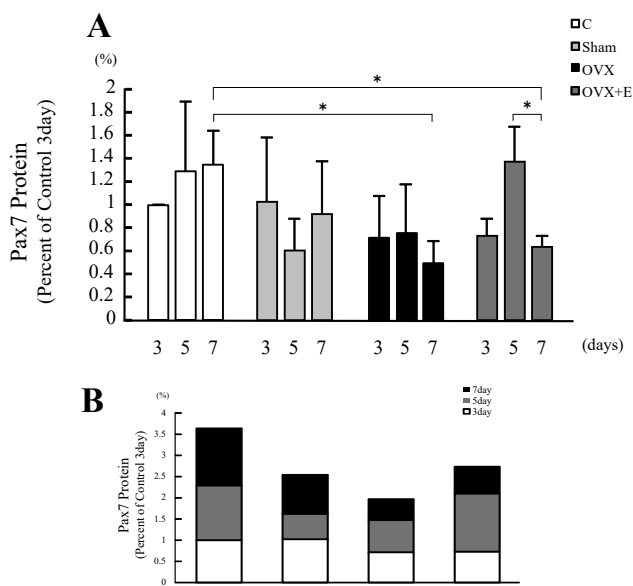 A
(%)
C
Sham
OVX
OVX+E
Pax7 Protein
(Percent of Control 3day)
2
1.8
1.6
1.4
1.2
1
0.8
0.6
0.4
0.2
0
*
*
*
3 5 7 3 5 7 3 5 7 3 5 7 (days)
B
(%)
7day
5day
3day
Pax7 Protein
(Percent of Control 3day)
4
3.5
3
2.5
2
1.5
1
0.5
0